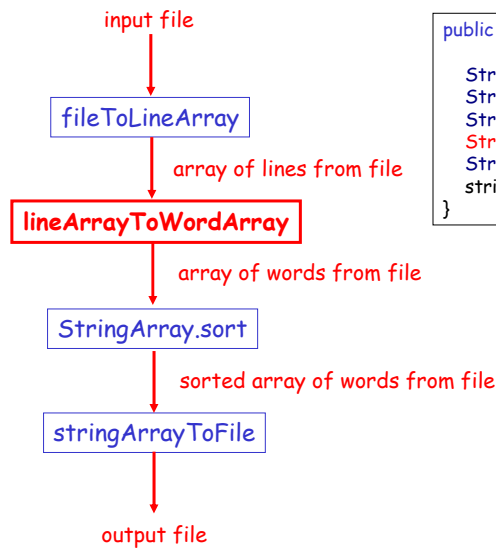 input file
fileToLineArray
array of lines from file
lineArrayToWordArray
array of words from file
StringArray.sort
sorted array of words from file
stringArrayToFile
output file
public
Str
Str
Str
Str
Str
stri
}